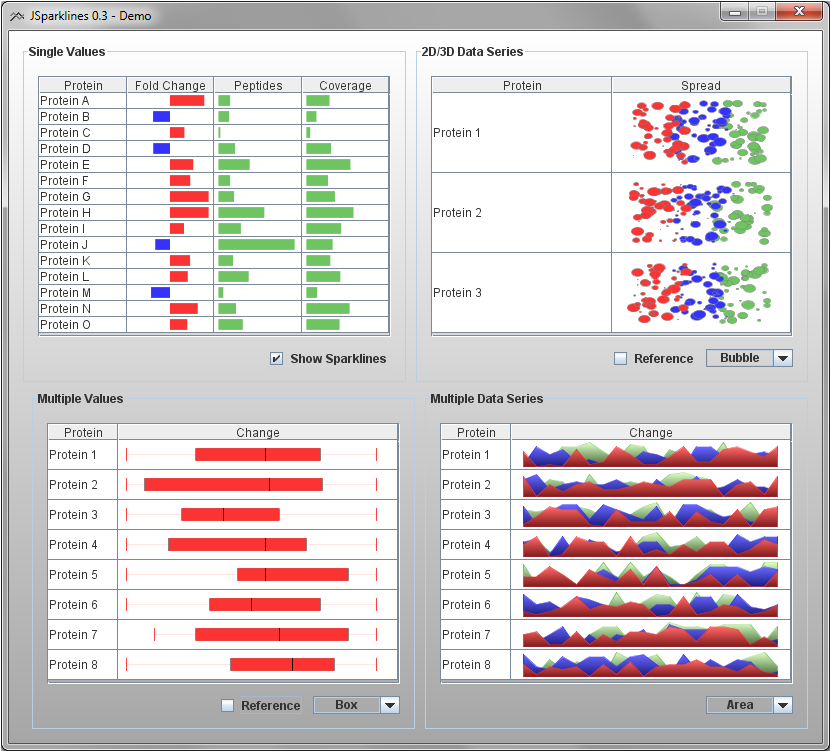 JSparklines 0.3 - Demo
Single Values
Protein Fold Change Peptides Coverage
Protein A
Protein B
Protein C
Protein D
Protein E
Protein F
Protein G
Protein H
Protein I
Protein J
Protein K
Protein L
Protein M
Protein N
Protein O
Show Sparklines
2D/3D Data Series
Protein Spread
Protein 1
Protein 2
Protein 3
Reference Bubble
Multiple Values
Protein Change
Protein 1
Protein 2
Protein 3
Protein 4
Protein 5
Protein 6
Protein 7
Protein 8
Reference Box
Multiple Data Series
Protein Change
Protein 1
Protein 2
Protein 3
Protein 4
Protein 5
Protein 6
Protein 7
Protein 8
Area